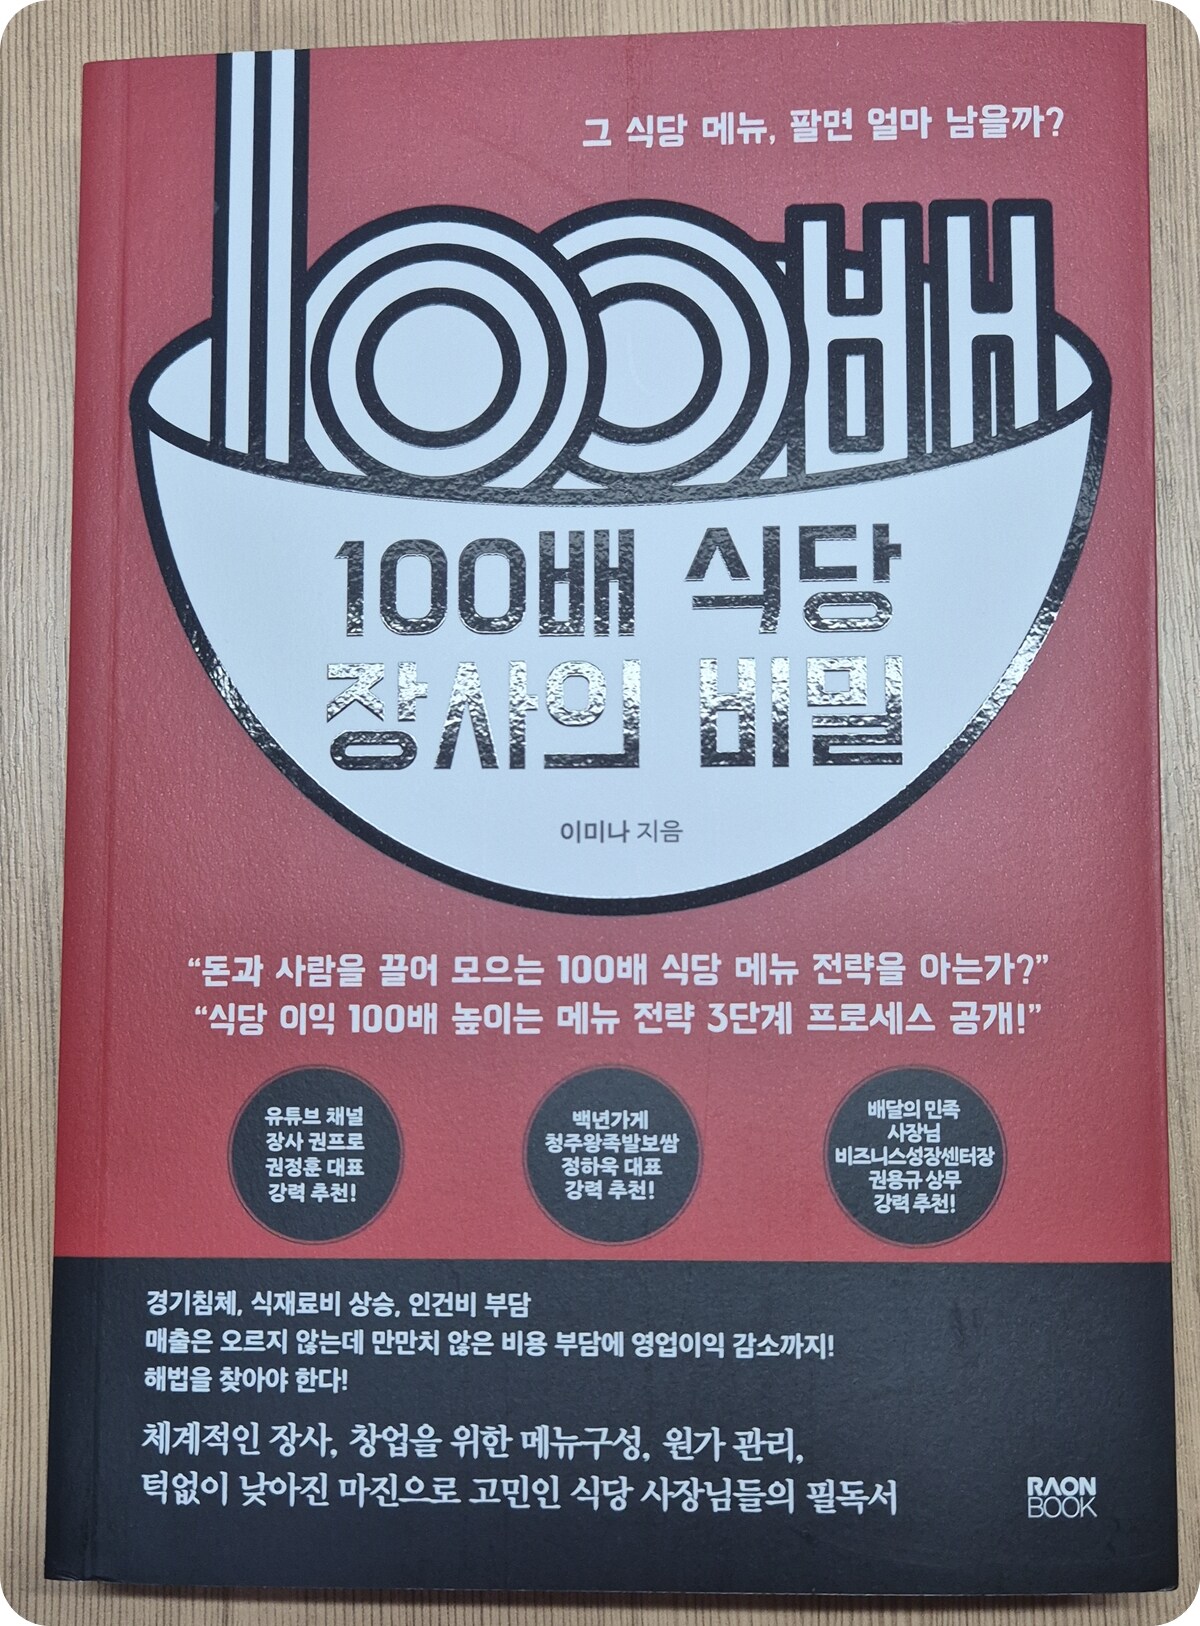 그 식당 메뉴, 팔면 얼마 남을까?
100배
100배 식당
장사의 비밀
이미나 지음
“돈과 사람을 끌어 모으는 100배 식당 메뉴 전략을 아는가?”
“식당 이익 100배 높이는 메뉴 전략 3단계 프로세스 공개!”
유튜브 채널
장사 권프로
권정훈 대표
강력 추천!
백년가게
청주왕족발보쌈
정하욱 대표
강력 추천!
배달의 민족
사장님
비즈니스성장센터장
권용규 상무
강력 추천!
경기침체, 식재료비 상승, 인건비 부담
매출은 오르지 않는데 만만치 않은 비용 부담에 영업이익 감소까지!
해법을 찾아야 한다!
체계적인 장사, 창업을 위한 메뉴구성, 원가 관리,
턱없이 낮아진 마진으로 고민인 식당 사장님들의 필독서
RAON
BOOK